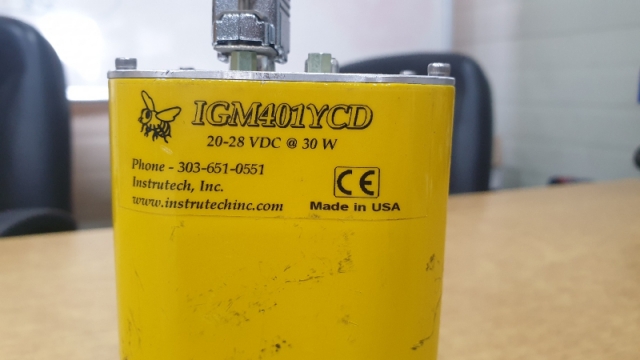 IGM401YCD
20-28 VDC @ 30 W
Phone - 303-651-0551
Instrutech, Inc.
www.instrutechinc.com
CE
Made in USA